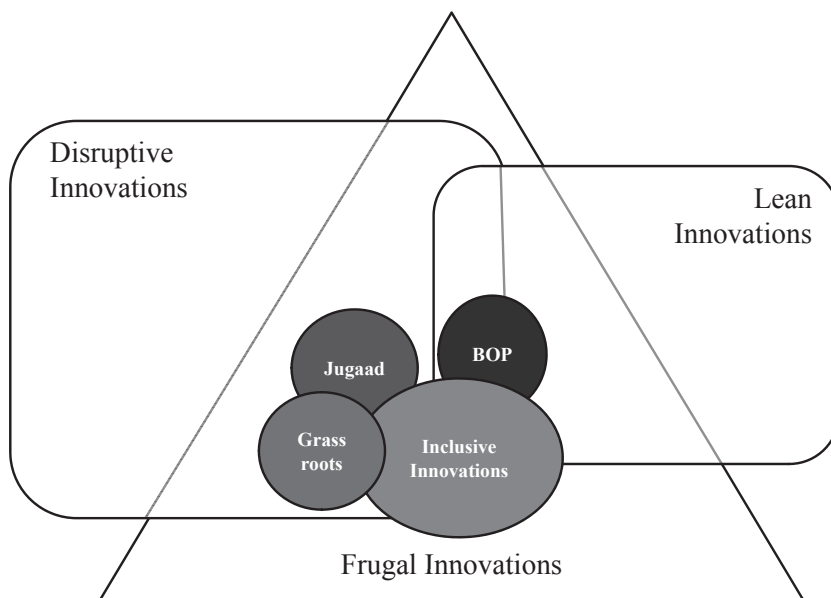 Disruptive
Innovations
Lean
Innovations
Jugaad
BOP
Grass
roots
Inclusive
Innovations
Frugal Innovations